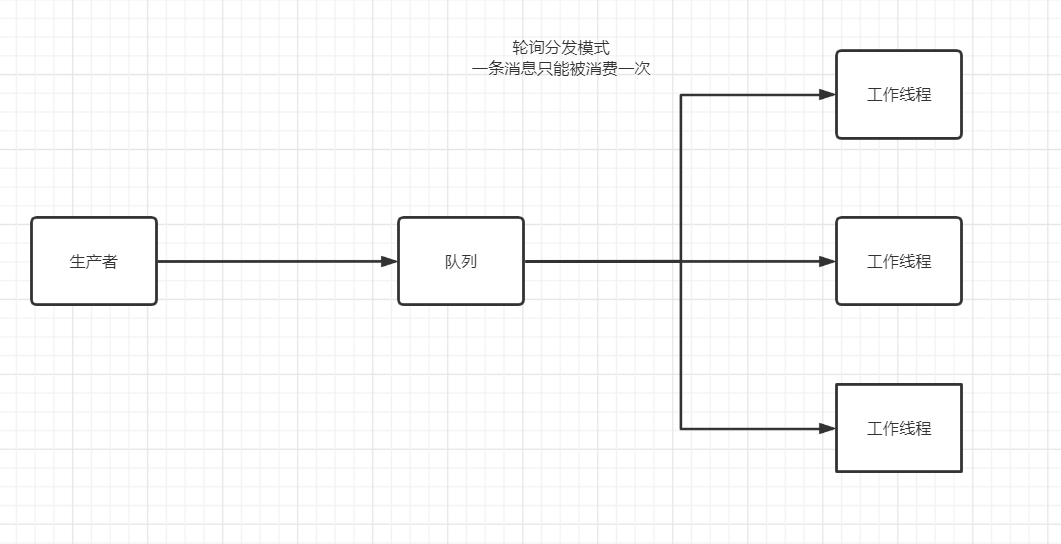 轮询分发模式
一条消息只能被消费一次
工作线程
生产者
队列
工作线程
工作线程